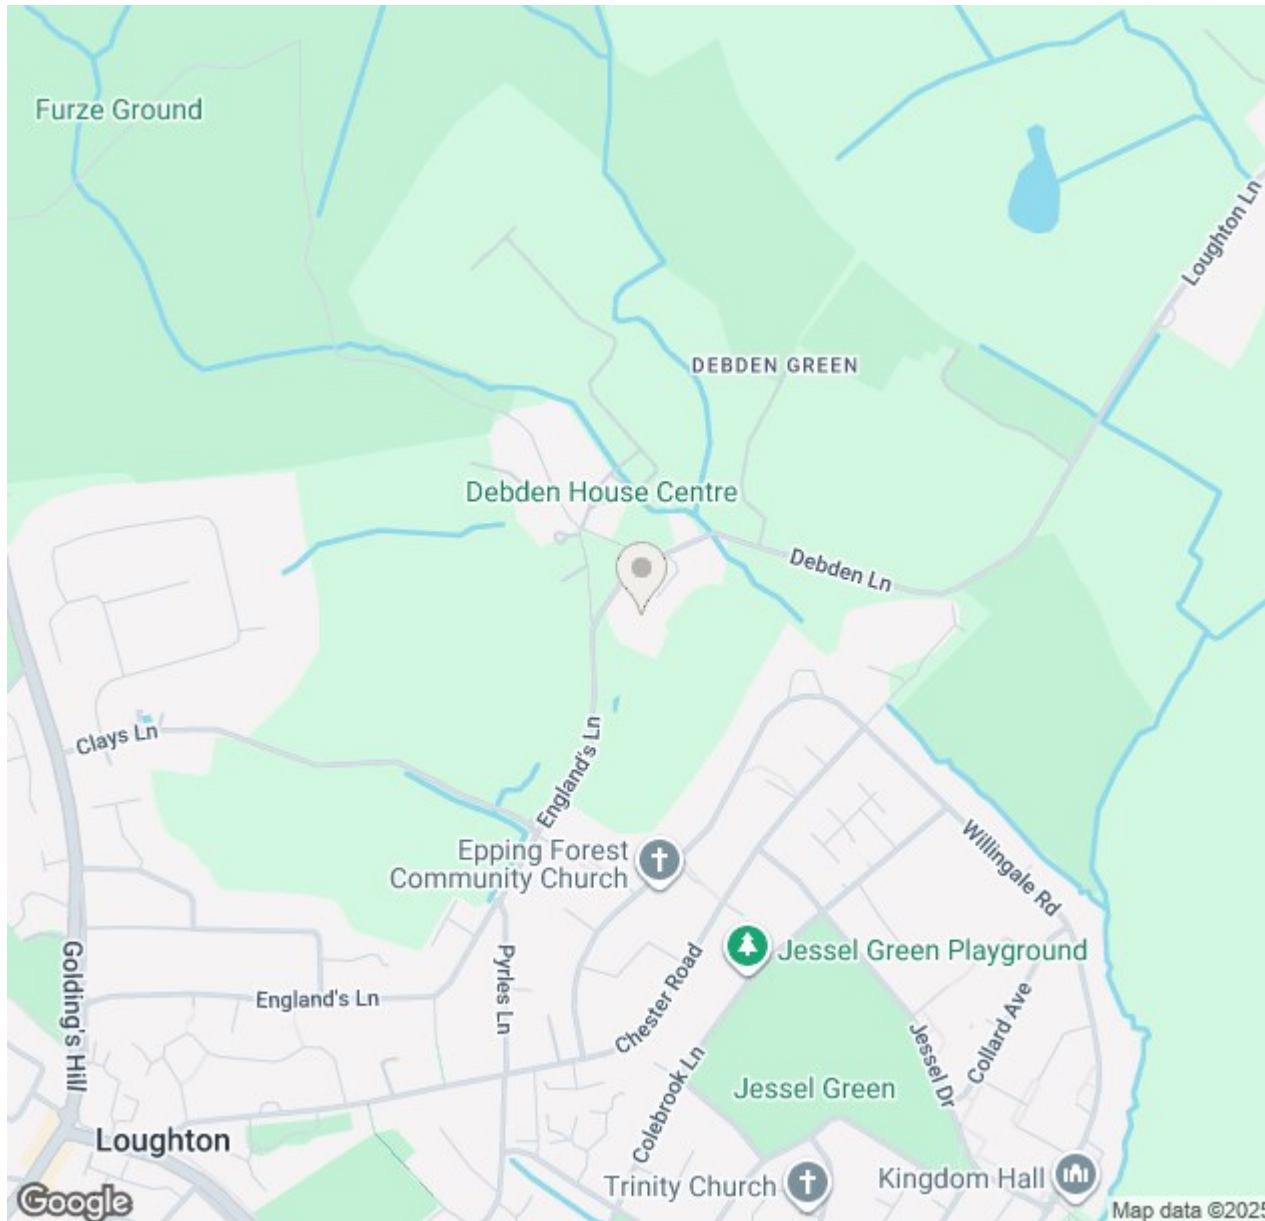 Furze Ground
Loughton Ln
DEBDEN GREEN
Debden House Centre
Debden Ln
Clays Ln
England's Ln
Epping Forest
Community Church
Willingale Rd
Golding's Hill
Pyrles Ln
Jessel Green Playground
England's Ln
Chester Road
Collard Ave
Jessel Dr
Colebrook Ln
Jessel Green
Loughton
Trinity Church
Kingdom Hall
Google
Map data ©2025